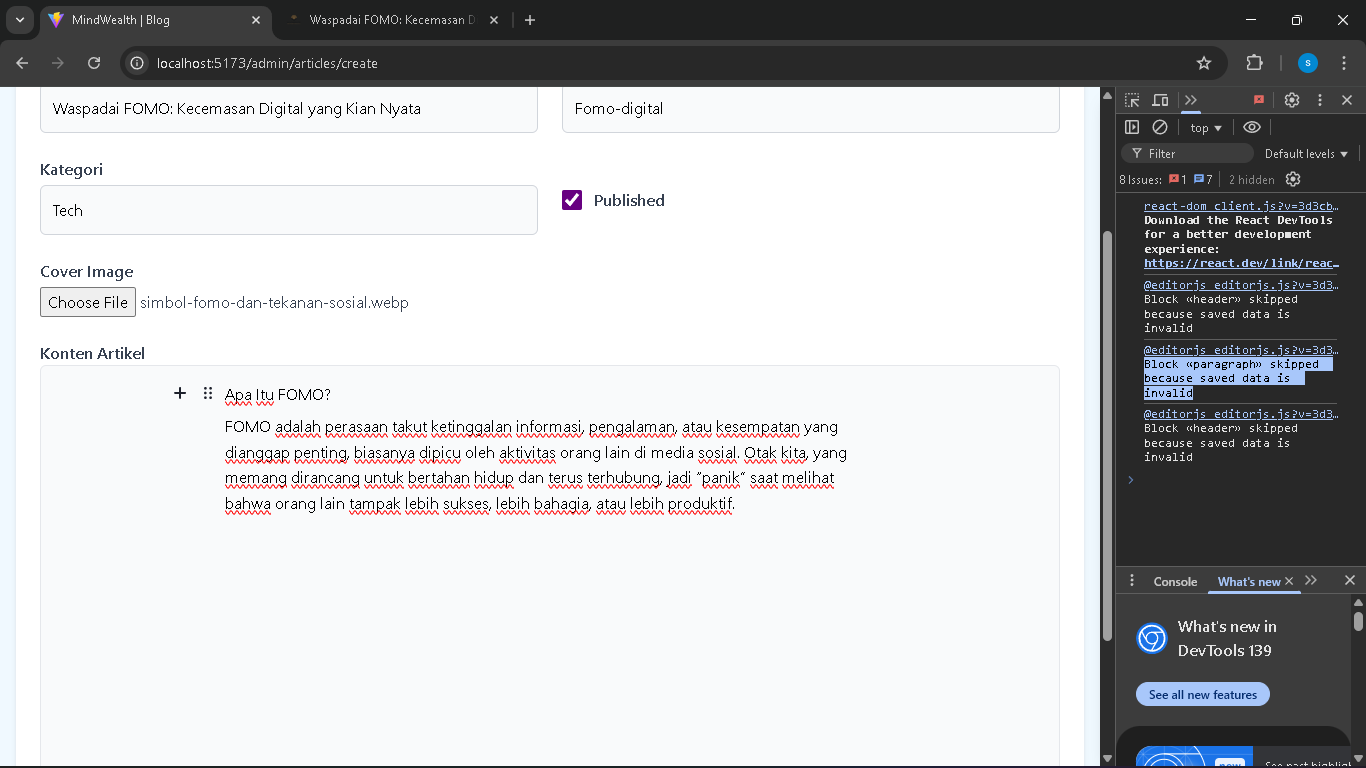 MindWealth | Blog
Waspadai FOMO: Kecemasan D
localhost:5173/admin/articles/create
s
Waspadai FOMO: Kecemasan Digital yang Kian Nyata
Fomo-digital
Kategori
Tech
Published
Cover Image
Choose File simbol-fomo-dan-tekanan-sosial.webp
Konten Artikel
Apa Itu FOMO?
FOMO adalah perasaan takut ketinggalan informasi, pengalaman, atau kesempatan yang
dianggap penting, biasanya dipicu oleh aktivitas orang lain di media sosial. Otak kita, yang
memang dirancang untuk bertahan hidup dan terus terhubung, jadi "panik" saat melihat
bahwa orang lain tampak lebih sukses, lebih bahagia, atau lebih produktif.
top
Filter
Default levels
8 Issues: 1 7 2 hidden
react-dom_client.js?v=3d3cb…
Download the React DevTools
for a better development
experience:
https://react.dev/link/reac…
@editorjs_editorjs.js?v=3d3…
Block «header» skipped
because saved data is
invalid
@editorjs_editorjs.js?v=3d3…
Block «paragraph» skipped
because saved data is
invalid
@editorjs_editorjs.js?v=3d3…
Block «header» skipped
because saved data is
invalid
Console
What's new
What's new in
DevTools 139
See all new features
new
See past highligh